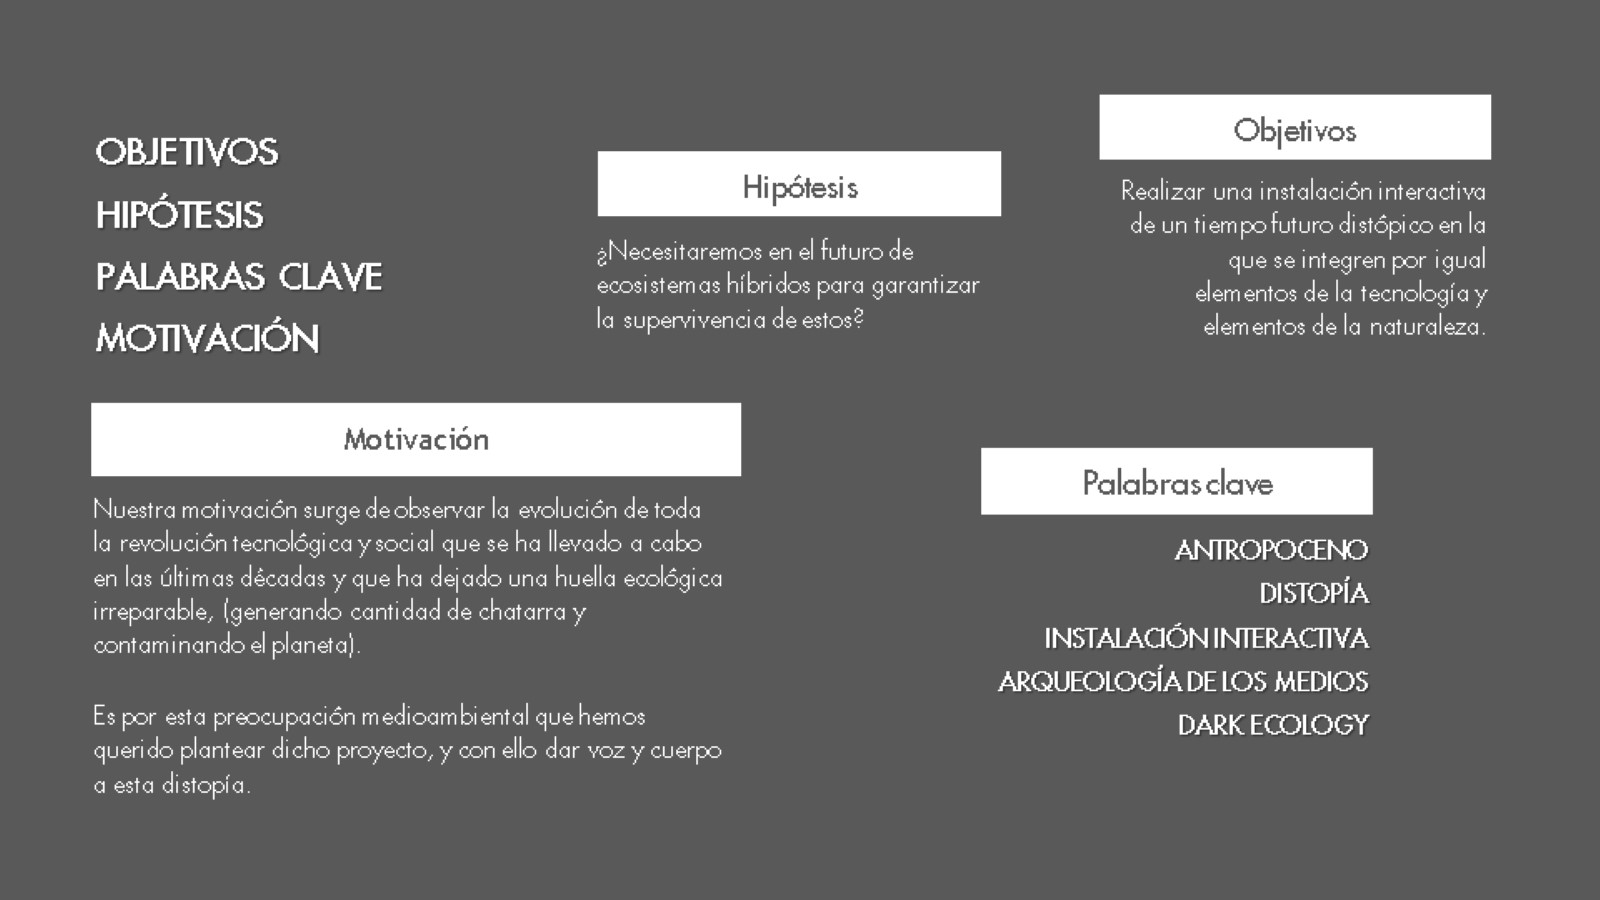 OBJETIVOS
HIPÓTESIS
PALABRAS CLAVE
MOTIVACIÓN
Hipótesis
¿Necesitaremos en el futuro de
ecosistemas híbridos para garantizar
la supervivencia de estos?
Objetivos
Realizar una instalación interactiva
de un tiempo futuro distópico en la
que se integren por igual
elementos de la tecnología y
elementos de la naturaleza.
Motivación
Nuestra motivación surge de observar la evolución de toda
la revolución tecnológica y social que se ha llevado a cabo
en las últimas dècadas y que ha dejado una huella ecológica
irreparable, (generando cantidad de chatarra y
contaminando el planeta).
Es por esta preocupación medioambiental que hemos
querido plantear dicho proyecto, y con ello dar voz y cuerpo
a esta distopía.
Palabras clave
ANTROPOCENO
DISTOPÍA
INSTALACIÓN INTERACTIVA
ARQUEOLOGÍA DE LOS MEDIOS
DARK ECOLOGY